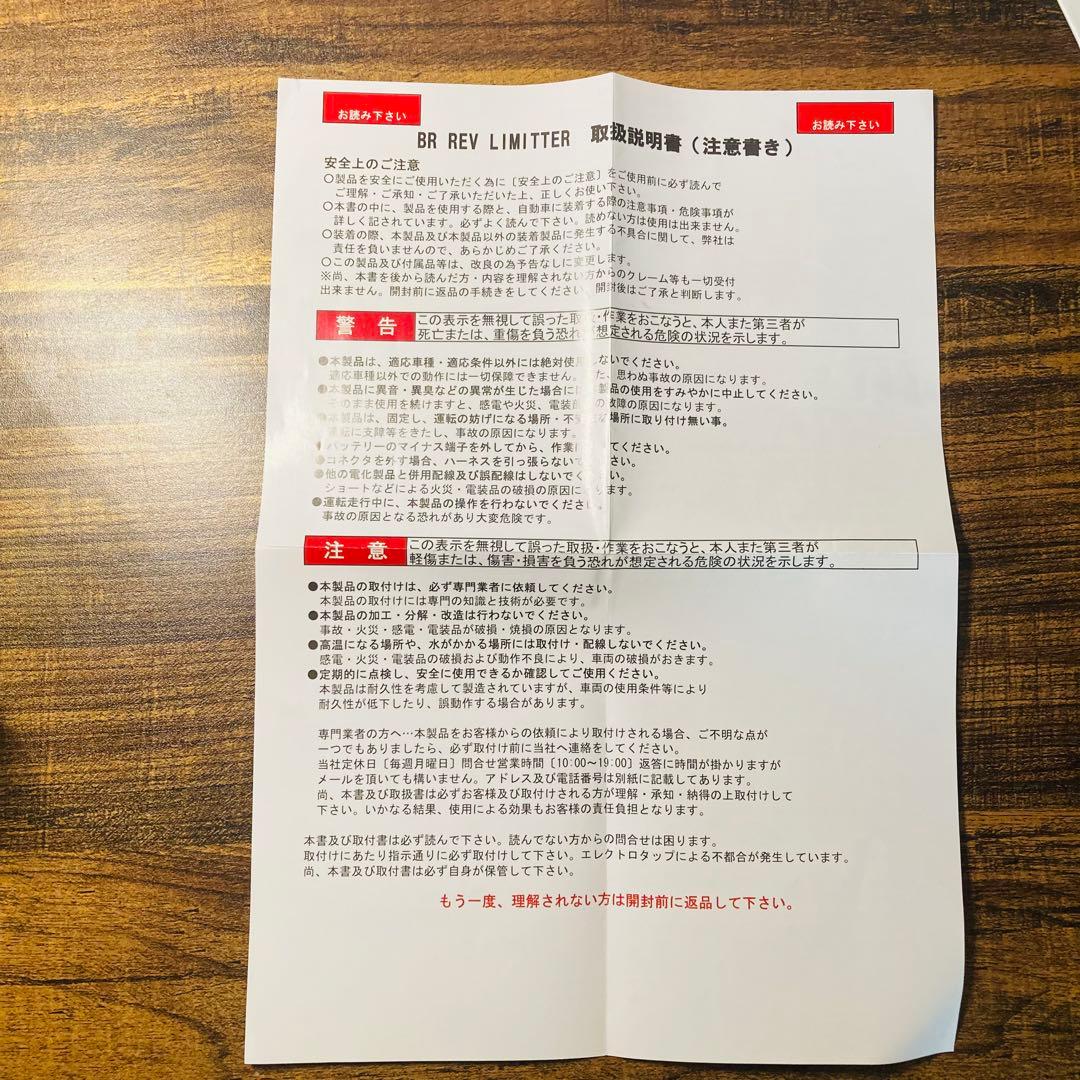 お読み下さい
お読み下さい
BR REV LIMITTER 取扱説明書(注意書き)
安全上のご注意
○製品を安全にご使用いただく為に〔安全上のご注意〕をご使用前に必ず読んで
ご理解・ご承知・ご了承いただいた上、正しくお使い下さい。
○本書の中に、製品を使用する際と、自動車に装着する際の注意事項・危険事項が
詳しく記されています。必ずよく読んで下さい。読めない方は使用は出来ません。
○装着の際、本製品及び本製品以外の装着製品に発生する不具合に関して、弊社は
責任を負いませんので、あらかじめご了承ください。
○この製品及び付属品等は、改良の為予告なしに変更します。
※尚、本書を後から読んだ方・内容を理解されない方からのクレーム等も一切受付
出来ません。開封前に返品の手続きをしてください。開封後はご了承と判断します。
警告
この表示を無視して誤った取扱・作業をおこなうと、本人また第三者が
死亡または、重傷を負う恐れが想定される危険の状況を示します。
●本製品は、適応車種・適応条件以外には絶対使用しないでください。
適応車種以外での動作には一切保障できません。また、思わぬ事故の原因になります。
●本製品に異音・異臭などの異常が生じた場合には製品の使用をすみやかに中止してください。
そのまま使用を続けますと、感電や火災、電装品の故障の原因になります。
●本製品は、固定し、運転の妨げになる場所・不安定な場所に取り付け無い事。
運転に支障等をきたし、事故の原因になります。
●バッテリーのマイナス端子を外してから、作業してください。
●コネクタを外す場合、ハーネスを引っ張らないでください。
●他の電化製品と併用配線及び誤配線はしないでください。
ショートなどによる火災・電装品の破損の原因になります。
●運転走行中に、本製品の操作を行わないでください。
事故の原因となる恐れがあり大変危険です。
注意
この表示を無視して誤った取扱・作業をおこなうと、本人また第三者が
軽傷または、傷害・損害を負う恐れが想定される危険の状況を示します。
●本製品の取付けは、必ず専門業者に依頼してください。
本製品の取付けには専門の知識と技術が必要です。
●本製品の加工・分解・改造は行わないでください。
事故・火災・感電・電装品が破損・焼損の原因となります。
●高温になる場所や、水がかかる場所には取付け・配線しないでください。
感電・火災・電装品の破損および動作不良により、車両の破損がおきます。
●定期的に点検し、安全に使用できるか確認してご使用ください。
本製品は耐久性を考慮して製造されていますが、車両の使用条件等により
耐久性が低下したり、誤動作する場合があります。
専門業者の方へ…本製品をお客様からの依頼により取付けされる場合、ご不明な点が
一つでもありましたら、必ず取付け前に当社へ連絡をしてください。
当社定休日〔毎週月曜日〕問合せ営業時間〔10:00~19:00〕返答に時間が掛かりますが
メールを頂いても構いません。アドレス及び電話番号は別紙に記載してあります。
尚、本書及び取扱書は必ずお客様及び取付けされる方が理解・承知・納得の上取付けして
下さい。いかなる結果、使用による効果もお客様の責任負担となります。
本書及び取付書は必ず読んで下さい。読んでない方からの問合せは困ります。
取付けにあたり指示通りに必ず取付けして下さい。エレクトロタップによる不都合が発生しています。
尚、本書及び取付書は必ず自身が保管して下さい。
もう一度、理解されない方は開封前に返品して下さい。